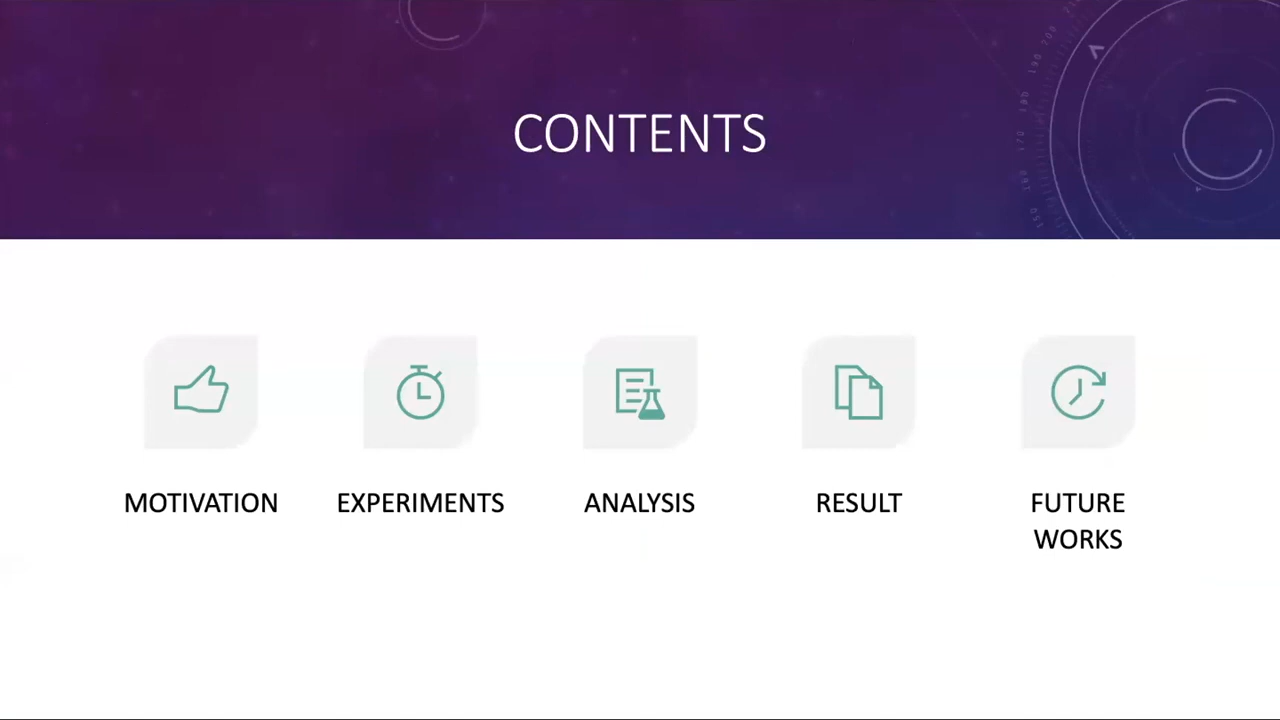 CONTENTS
MOTIVATION
EXPERIMENTS
ANALYSIS
RESULT
FUTURE
WORKS